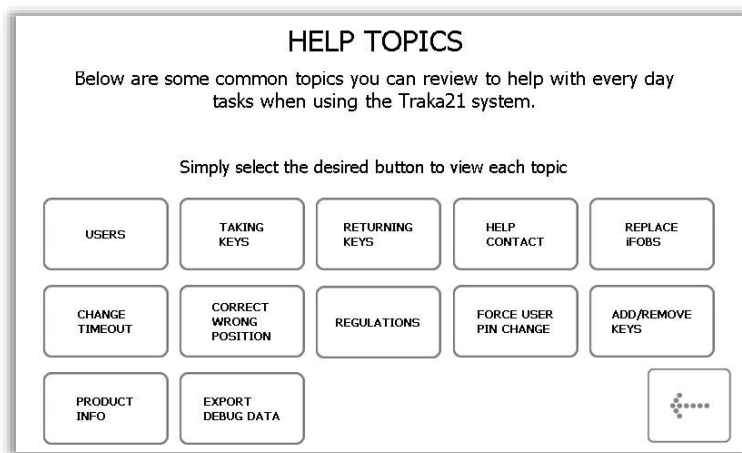 HELP TOPICS
Below are some common topics you can review to help with every day
tasks when using the Traka21 system.
Simply select the desired button to view each topic
USERS
TAKING
KEYS
RETURNING
KEYS
HELP
CONTACT
REPLACE
iFOBS
CHANGE
TIMEOUT
CORRECT
WRONG
POSITION
REGULATIONS
FORCE USER
PIN CHANGE
ADD/REMOVE
KEYS
PRODUCT
INFO
EXPORT
DEBUG DATA